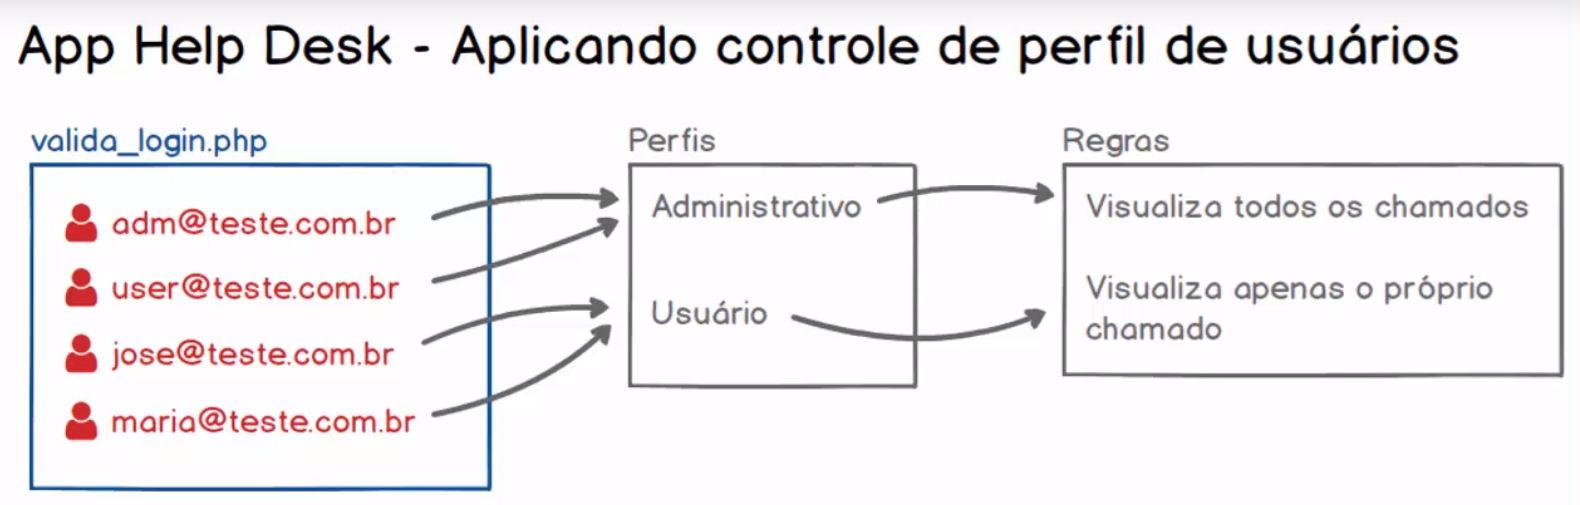 App Help Desk - Aplicando controle de perfil de usuários
valida_login.php
adm@teste.com.br
user@teste.com.br
jose@teste.com.br
maria@teste.com.br
Perfis
Administrativo
Usuário
Regras
Visualiza todos os chamados
Visualiza apenas o próprio
chamado